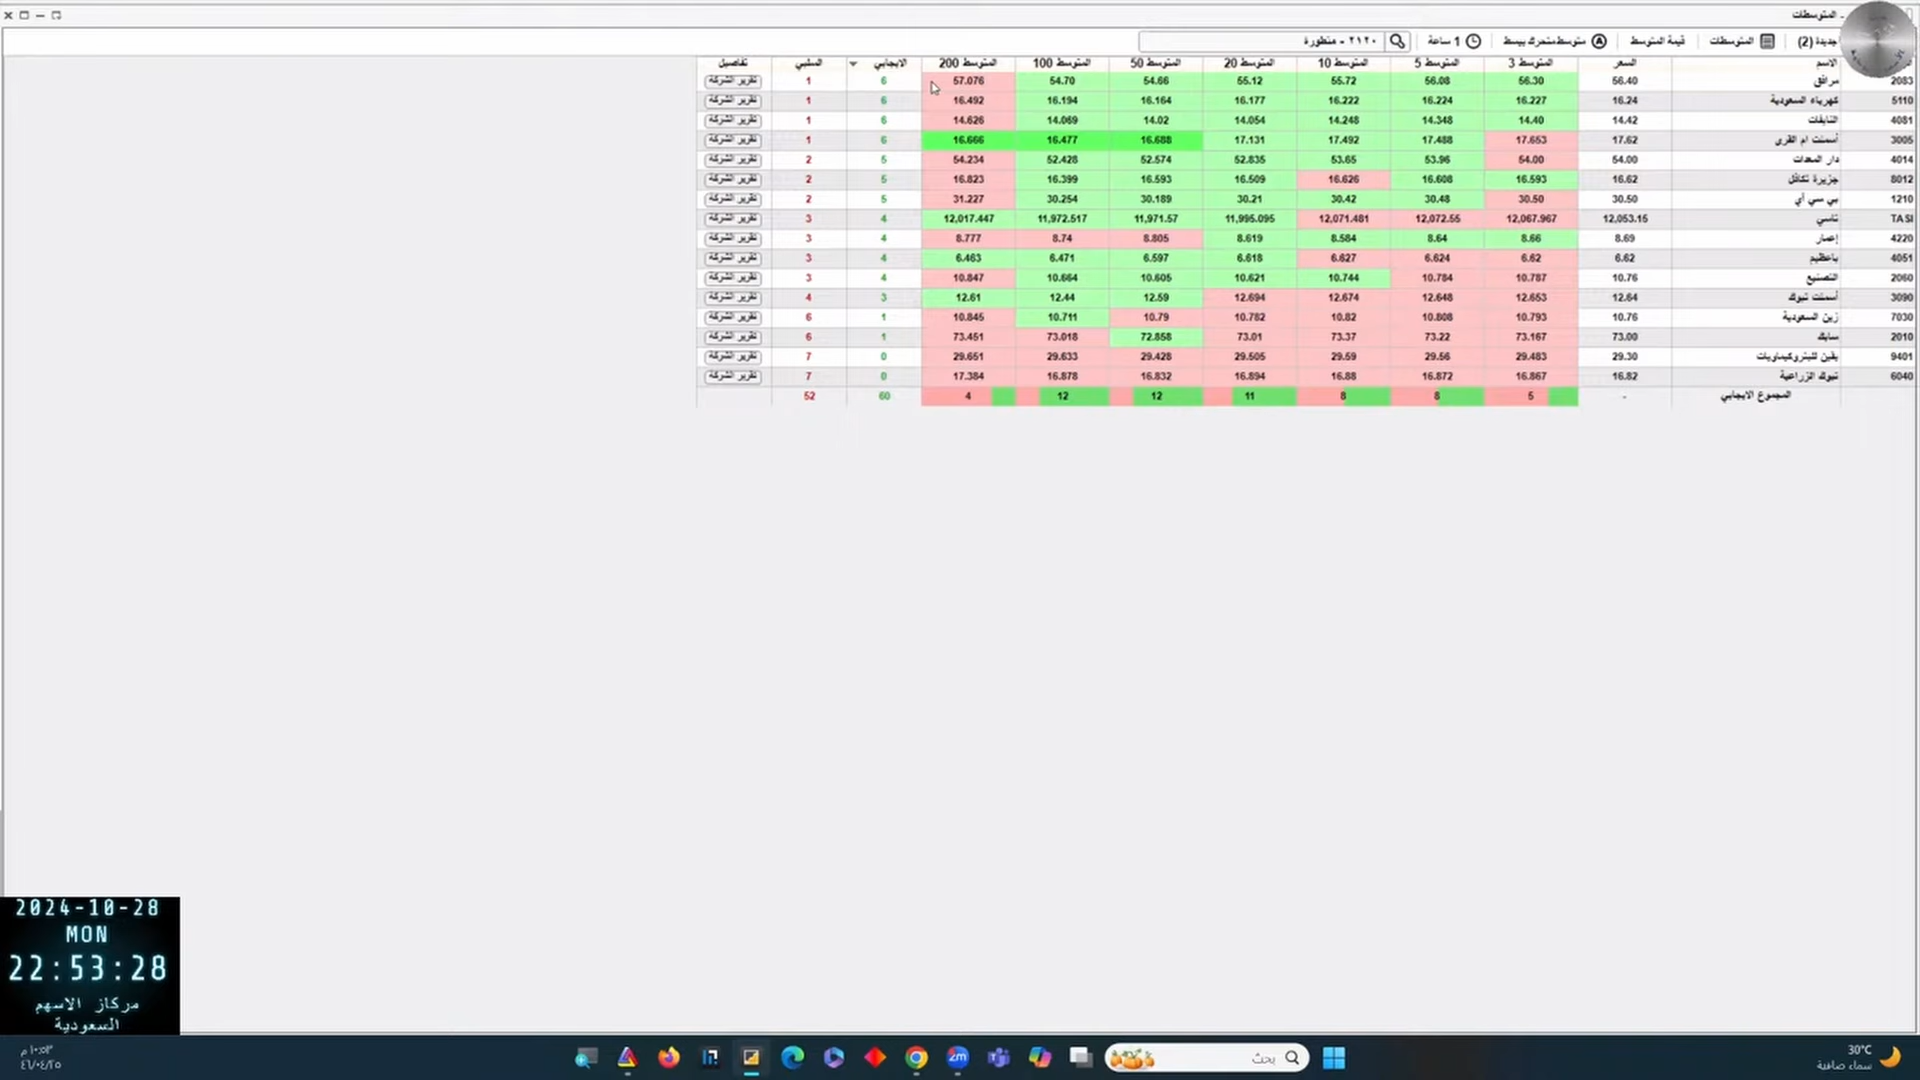 المتوسطات
جديدة (2) المتوسطات قيمة المتوسط متوسط متحرك بسيط 1 ساعة ٢١٢٠ - متطورة
الاسم السعر المتوسط 3 المتوسط 5 المتوسط 10 المتوسط 20 المتوسط 50 المتوسط 100 المتوسط 200 الايجابي السلبي تفاصيل
2083 مرافق 56.40 56.30 56.08 55.72 55.12 54.66 54.70 57.076 6 1 تقرير الشركة
5110 كهرباء السعودية 16.24 16.227 16.224 16.222 16.177 16.164 16.194 16.492 6 1 تقرير الشركة
4081 النايفات 14.42 14.40 14.348 14.248 14.054 14.02 14.069 14.626 6 1 تقرير الشركة
3005 أسمنت ام القرى 17.62 17.653 17.488 17.492 17.131 16.688 16.477 16.666 6 1 تقرير الشركة
4014 دار المعدات 54.00 54.00 53.96 53.65 52.835 52.574 52.428 54.234 5 2 تقرير الشركة
8012 جزيرة تكافل 16.62 16.593 16.608 16.626 16.509 16.593 16.399 16.823 5 2 تقرير الشركة
1210 بي سي أي 30.50 30.50 30.48 30.42 30.21 30.189 30.254 31.227 5 2 تقرير الشركة
TASI تاسي 12,053.15 12,067.967 12,072.55 12,071.481 11,995.095 11,971.57 11,972.517 12,017.447 4 3 تقرير الشركة
4220 إعمار 8.69 8.66 8.64 8.584 8.619 8.805 8.74 8.777 4 3 تقرير الشركة
4051 باعظيم 6.62 6.62 6.624 6.627 6.618 6.597 6.471 6.463 4 3 تقرير الشركة
2060 التصنيع 10.76 10.787 10.784 10.744 10.621 10.605 10.664 10.847 4 3 تقرير الشركة
3090 أسمنت تبوك 12.64 12.653 12.648 12.674 12.694 12.59 12.44 12.61 3 4 تقرير الشركة
7030 زين السعودية 10.76 10.793 10.808 10.82 10.782 10.79 10.711 10.845 1 6 تقرير الشركة
2010 سابك 73.00 73.167 73.22 73.37 73.01 72.858 73.018 73.451 1 6 تقرير الشركة
9401 يقين للبتروكيماويات 29.30 29.483 29.56 29.59 29.505 29.428 29.633 29.651 0 7 تقرير الشركة
6040 تبوك الزراعية 16.82 16.867 16.872 16.88 16.894 16.832 16.878 17.384 0 7 تقرير الشركة
المجموع الايجابي - 5 8 8 11 12 12 4 60 52
2024-10-28
MON
22:53:28
مركاز الاسهم
السعودية
30°C
سماء صافية
بحث
١٠:٥٣ م
٤٦/٠٤/٢٥